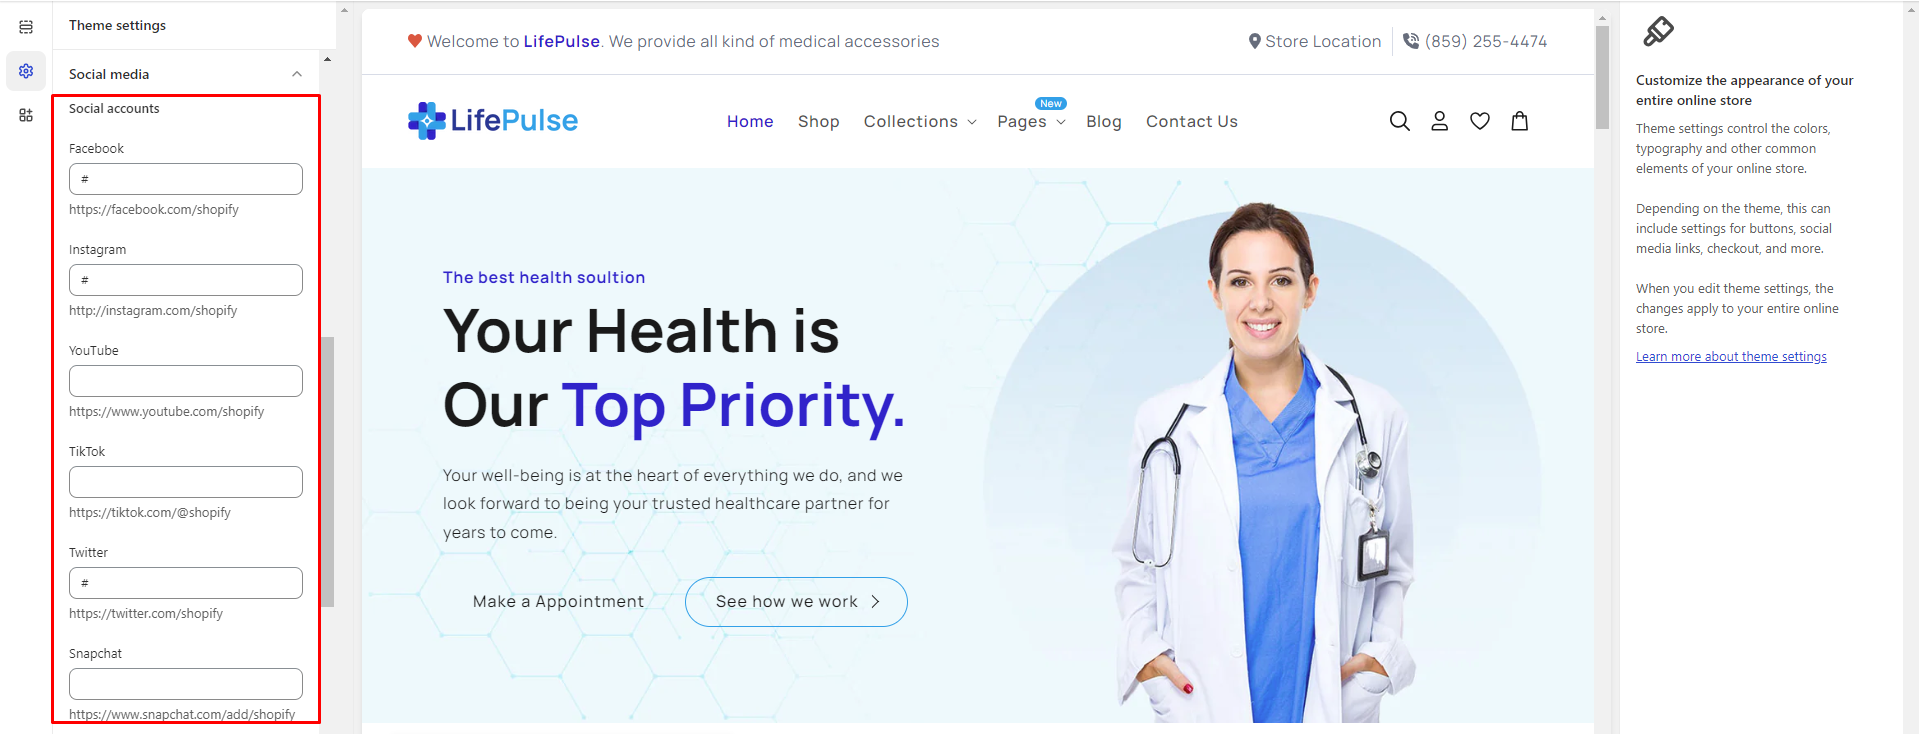 Theme settings
Social media
Social accounts
Facebook
#
https://facebook.com/shopify
Instagram
#
http://instagram.com/shopify
YouTube
https://www.youtube.com/shopify
TikTok
https://tiktok.com/@shopify
Twitter
#
https://twitter.com/shopify
Snapchat
https://www.snapchat.com/add/shopify
Welcome to LifePulse. We provide all kind of medical accessories
Store Location
(859) 255-4474
LifePulse
New
Home Shop Collections Pages Blog Contact Us
The best health soultion
Your Health is
Our Top Priority.
Your well-being is at the heart of everything we do, and we
look forward to being your trusted healthcare partner for
years to come.
Make a Appointment
See how we work
Customize the appearance of your
entire online store
Theme settings control the colors,
typography and other common
elements of your online store.
Depending on the theme, this can
include settings for buttons, social
media links, checkout, and more.
When you edit theme settings, the
changes apply to your entire online
store.
Learn more about theme settings